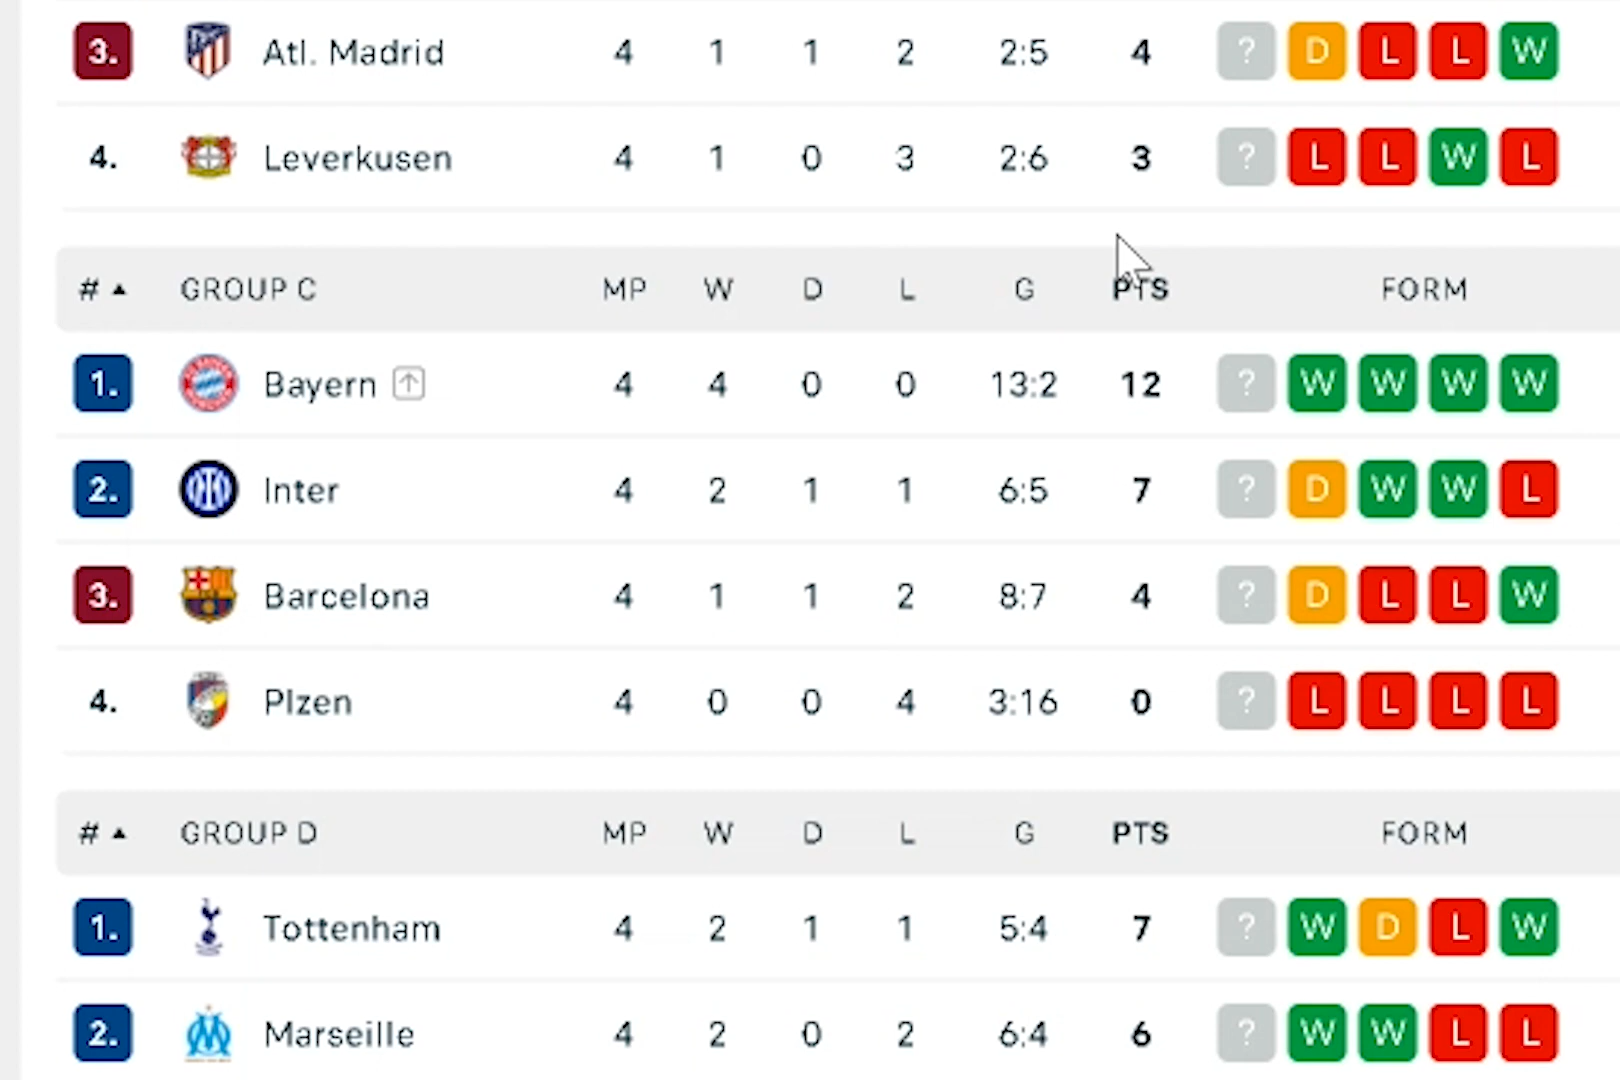 3. Atl. Madrid 4 1 1 2 2:5 4 ? D L L W
4. Leverkusen 4 1 0 3 2:6 3 ? L L W L
# ▲ GROUP C MP W D L G PTS FORM
1. Bayern 4 4 0 0 13:2 12 ? W W W W
2. Inter 4 2 1 1 6:5 7 ? D W W L
3. Barcelona 4 1 1 2 8:7 4 ? D L L W
4. Plzen 4 0 0 4 3:16 0 ? L L L L
# ▲ GROUP D MP W D L G PTS FORM
1. Tottenham 4 2 1 1 5:4 7 ? W D L W
2. Marseille 4 2 0 2 6:4 6 ? W W L L